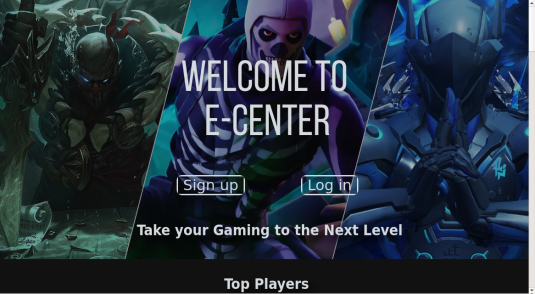 WELCOME TO
E-CENTER
Sign up Log in
Take your Gaming to the Next Level
Top Players